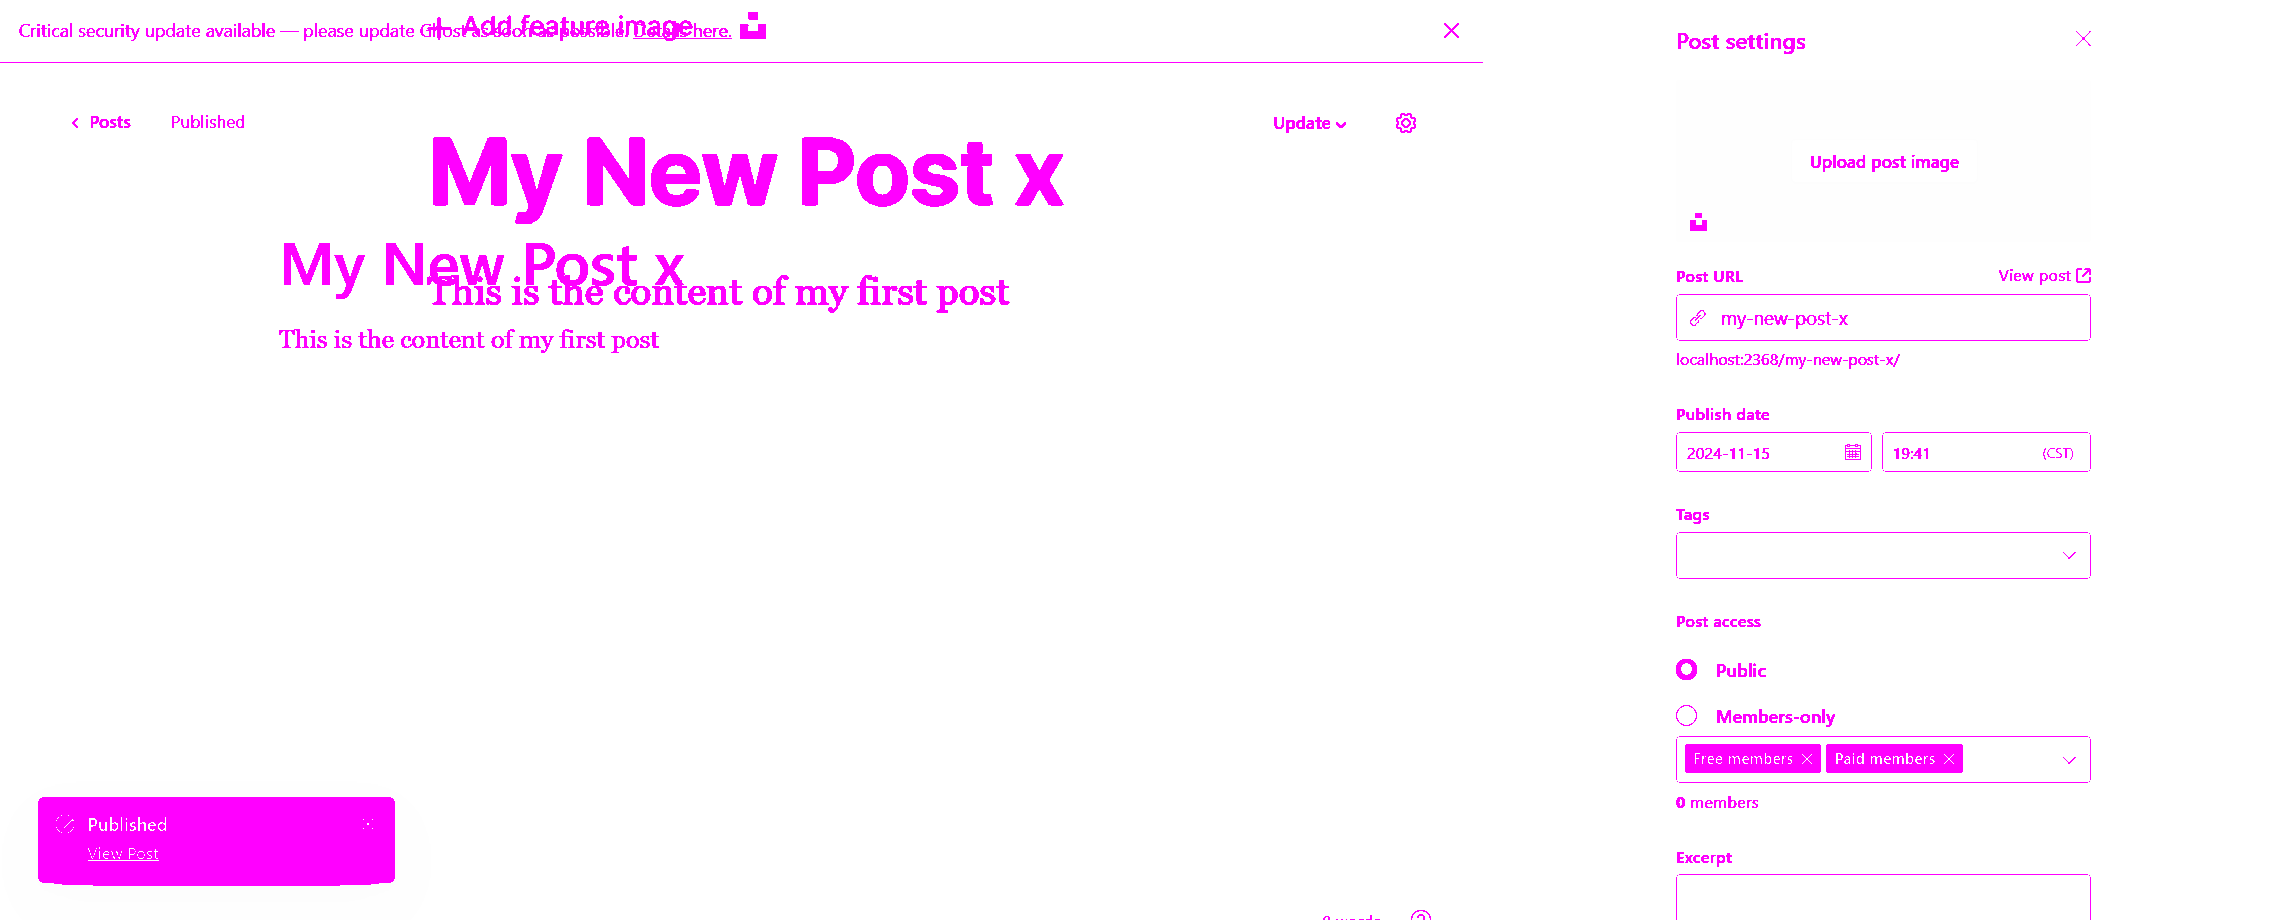 Critical security update available — please update Ghost as soon as possible. Details here.
+ Add feature image
Posts
Published
Update
My New Post x
My New Post x
This is the content of my first post
This is the content of my first post
Published
View Post
Post settings
Upload post image
Post URL
View post
my-new-post-x
localhost:2368/my-new-post-x/
Publish date
2024-11-15
19:41
(CST)
Tags
Post access
Public
Members-only
Free members
Paid members
0 members
Excerpt